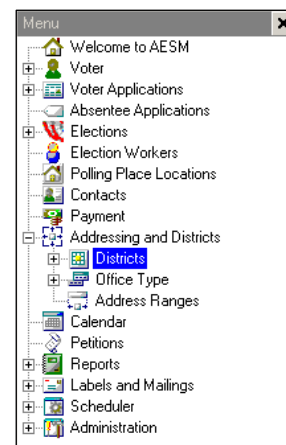 Menu
Welcome to AESM
Voter
Voter Applications
Absentee Applications
Elections
Election Workers
Polling Place Locations
Contacts
Payment
Addressing and Districts
Districts
Office Type
Address Ranges
Calendar
Petitions
Reports
Labels and Mailings
Scheduler
Administration